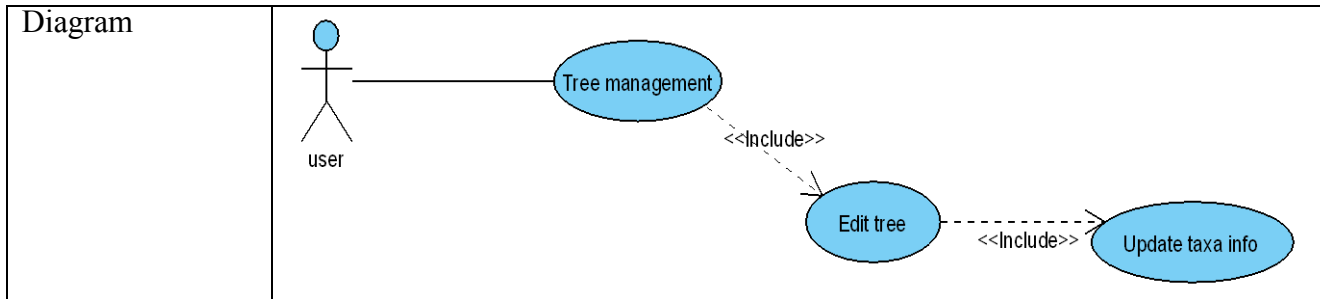 Diagram
Tree management
<<Include>>
user
Edit tree
<<Include>>
Update taxa info